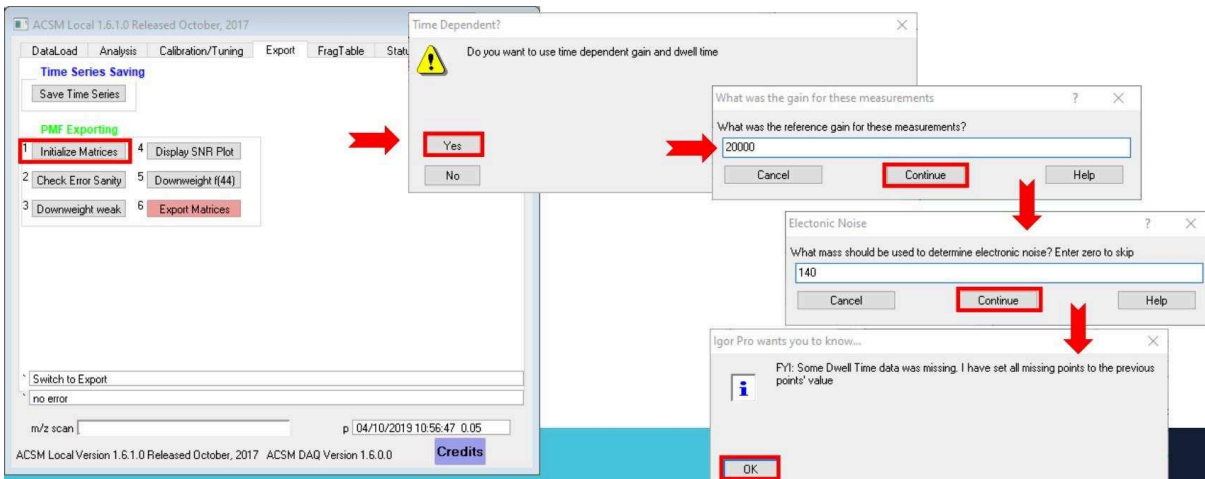 ACSM Local 1.6.1.0 Released October, 2017
DataLoad Analysis Calibration/Tuning Export FragTable
Time Series Saving
Save Time Series
PMF Exporting
1 Initialize Matrices 4 Display SNR Plot
2 Check Error Sanity 5 Downweight f(44)
3 Downweight weak 6 Export Matrices
Switch to Export
no error
m/z scan p 04/10/2019 10:56:47 0.05
ACSM Local Version 1.6.1.0 Released October, 2017 ACSM DAQ Version 1.6.0.0 Credits
Time Dependent?
Do you want to use time dependent gain and dwell time
Yes
No
What was the gain for these measurements ?
What was the reference gain for these measurements?
20000
Cancel Continue Help
Electonic Noise ?
What mass should be used to determine electronic noise? Enter zero to skip
140
Cancel Continue Help
Igor Pro wants you to know...
FYI: Some Dwell Time data was missing. I have set all missing points to the previous
points' value
OK